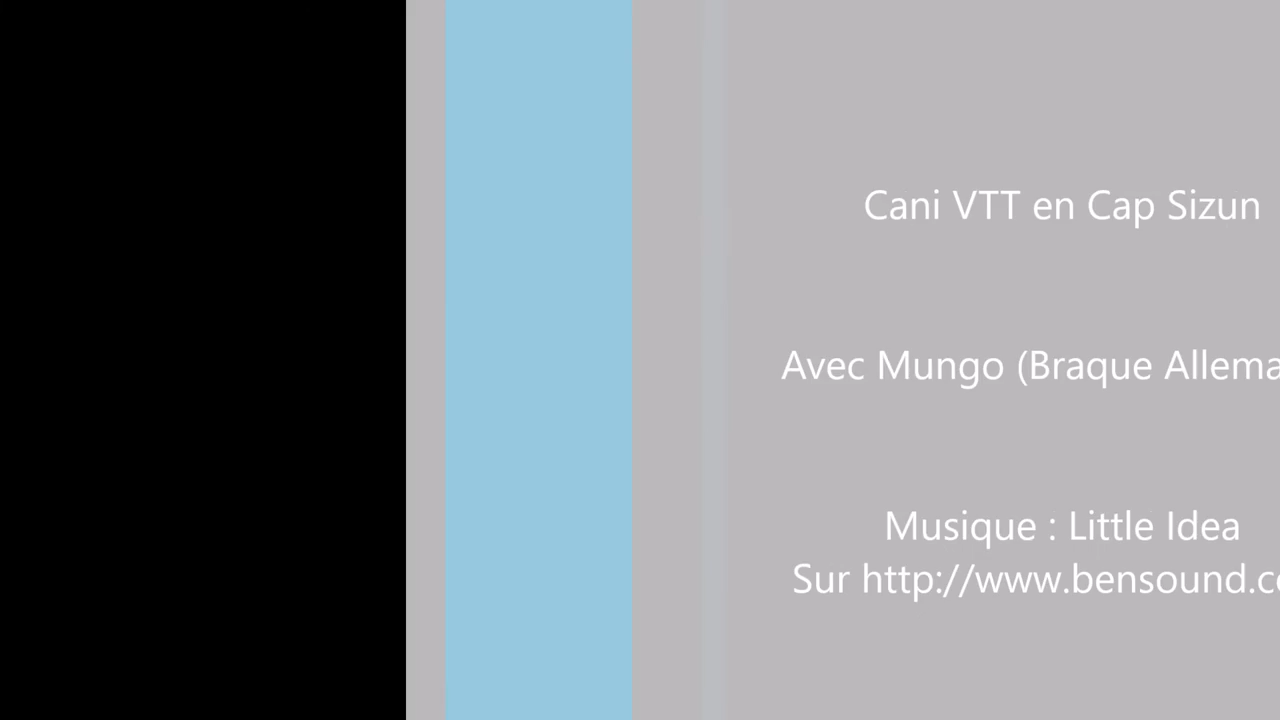 Cani VTT en Cap Sizun
Avec Mungo (Braque Allema
Musique : Little Idea
Sur http://www.bensound.c